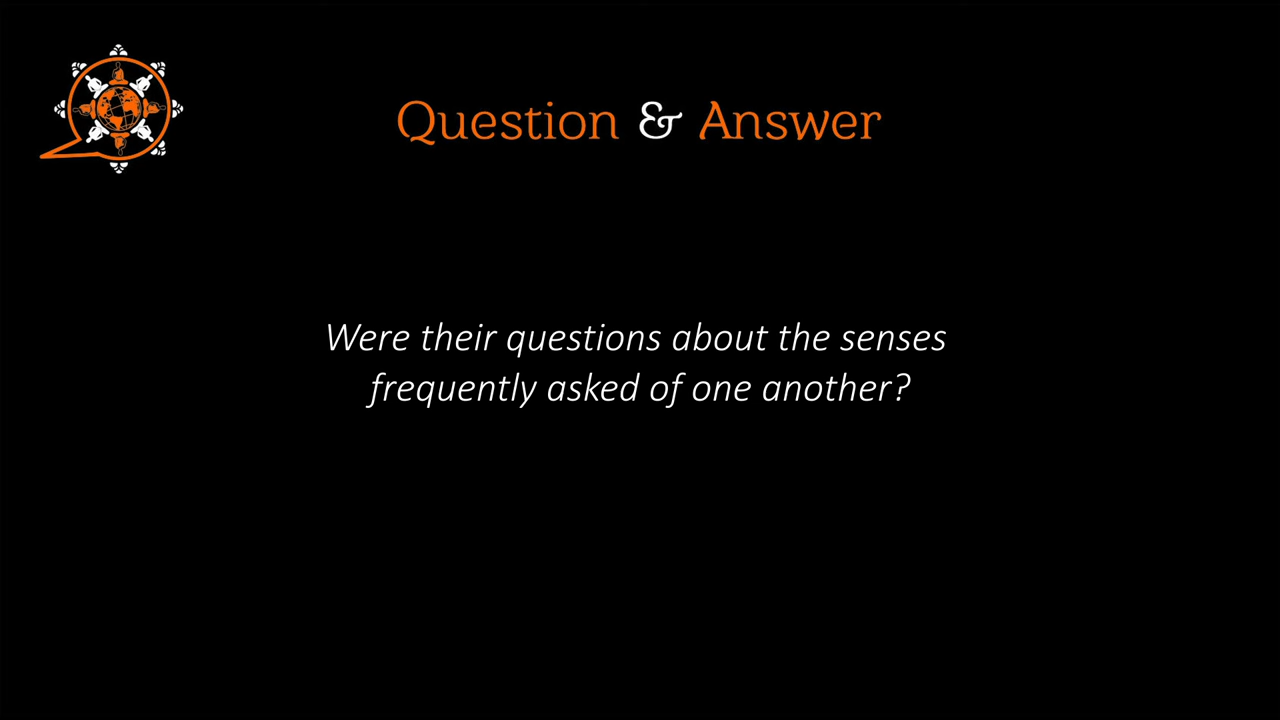 Question & Answer
Were their questions about the senses
frequently asked of one another?